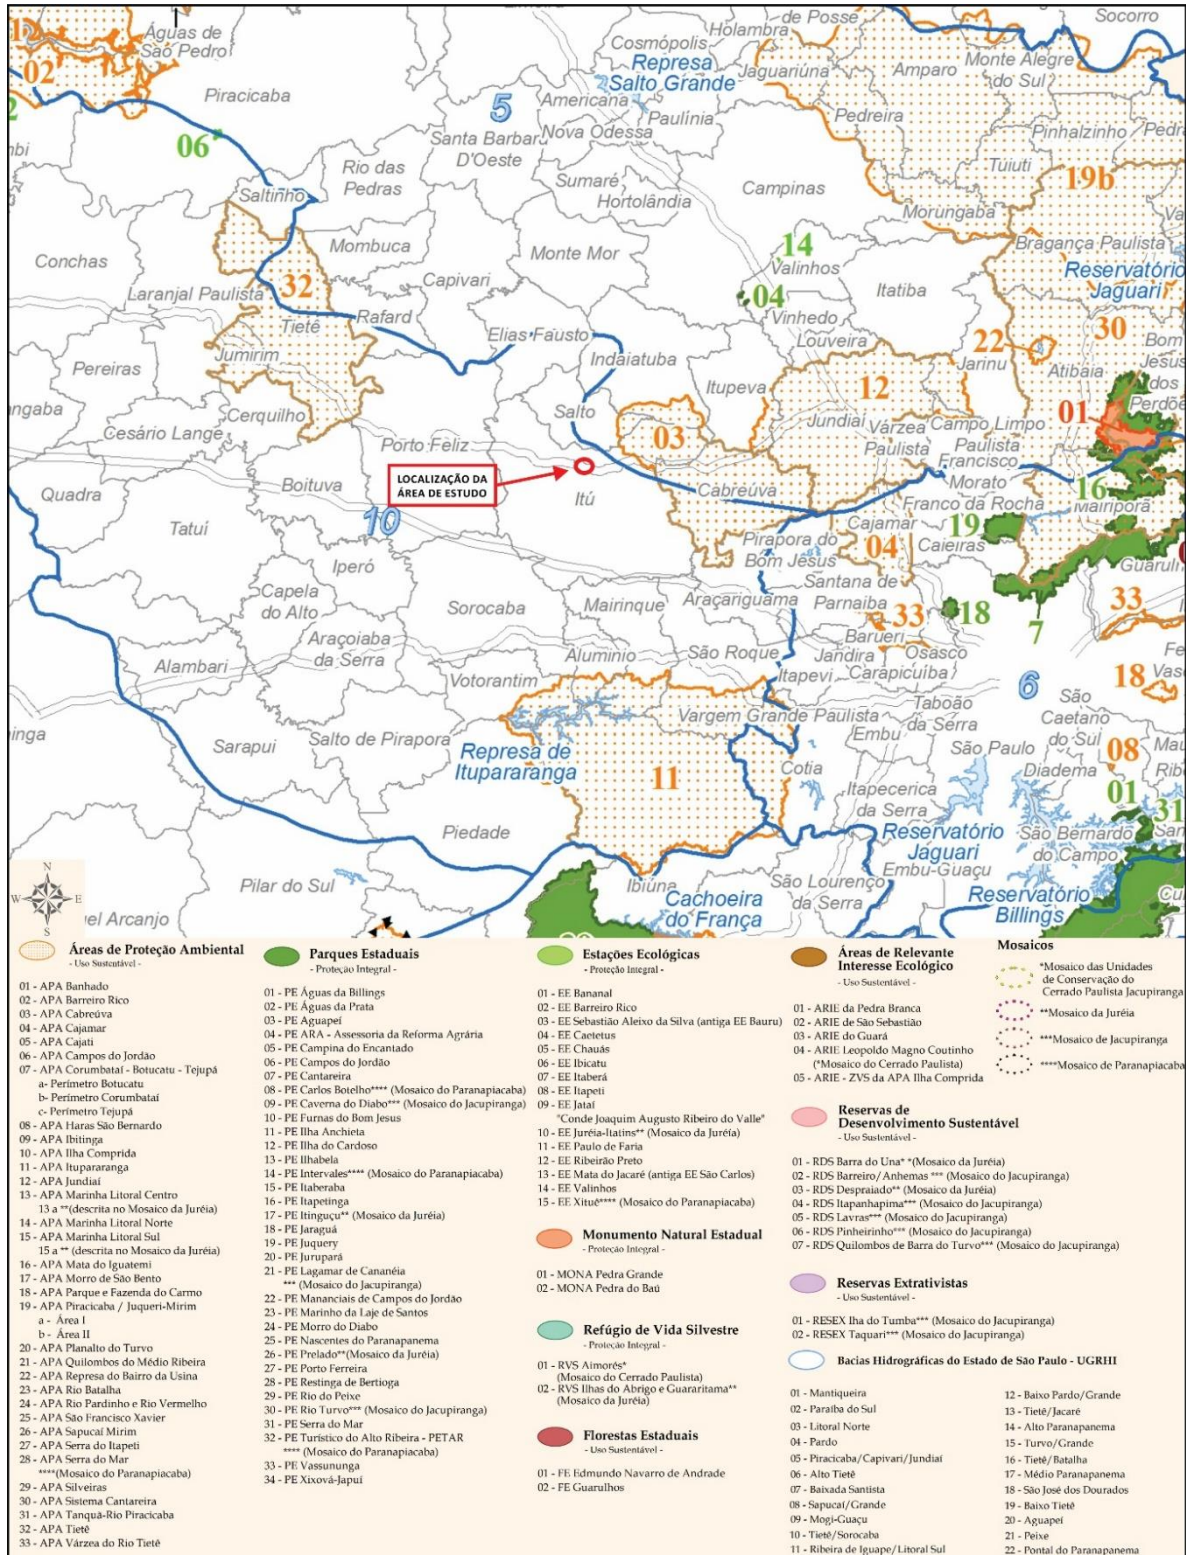 Socorro
de Posse
Holambra
12
Águas de
São Pedro
Cosmópolis
Represa
Salto Grande
Jaguariúna
Amparo
Monte Alegre
do Sul
02
Piracicaba
5
Americana
Paulínia
Pedreira
Santa Barbara
D'Oeste
Nova Odessa
Pinhalzinho
06
Rio das
Pedras
Sumaré
Hortolândia
Campinas
Tuiuti
19b
Saltinho
Morungaba
Mombuca
Monte Mor
14
Bragança Paulista
Conchas
Capivari
Valinhos
Reservatório
Jaguari
Laranjal Paulista
32
04
Itatiba
Tietê
Rafard
Vinhedo
30
Elias Fausto
Louveira
22
Bom
Jesus
dos
Perdões
Jumirim
Indaiatuba
Jarinu
Atibaia
Pereiras
Itupeva
12
01
Cerquilho
Salto
Jundiaí
Várzea
Paulista
Campo Limpo
Paulista
Cesário Lange
Porto Feliz
03
Francisco
Morato
LOCALIZAÇÃO DA
ÁREA DE ESTUDO
Quadra
Boituva
Itú
Cabreúva
16
Mairiporã
Tatuí
10
Cajamar
Franco da Rocha
19
Caieiras
Pirapora do
Bom Jesus
04
Iperó
Santana de
Parnaíba
Capela
do Alto
Sorocaba
Mairinque
Araçariguama
33
18
7
33
Araçoiaba
da Serra
Barueri
Jandira
Osasco
Carapicuíba
Alambari
Aluminio
São Roque
Itapevi
6
18
Votorantim
Vargem Grande Paulista
Taboão
da Serra
São
Caetano
do Sul
Sarapui
Salto de Pirapora
Embu
Represa de
Itupararanga
11
Cotia
São Paulo
Diadema
08
Itapecerica
da Serra
01
31
Piedade
Reservatório
Jaguari
São Bernardo
do Campo
Embu-Guaçu
Pilar do Sul
Ibiúna
São Lourenço
da Serra
Cachoeira
do França
Reservatório
Billings
N
W
E
S
Áreas de Proteção Ambiental
- Uso Sustentável -
01 - APA Banhado
02 - APA Barreiro Rico
03 - APA Cabreúva
04 - APA Cajamar
05 - APA Cajati
06 - APA Campos do Jordão
07 - APA Corumbataí - Botucatu - Tejupá
a- Perímetro Botucatu
b- Perímetro Corumbataí
c- Perímetro Tejupá
08 - APA Haras São Bernardo
09 - APA Ibitinga
10 - APA Ilha Comprida
11 - APA Itupararanga
12 - APA Jundiaí
13 - APA Marinha Litoral Centro
13 a **(descrita no Mosaico da Juréia)
14 - APA Marinha Litoral Norte
15 - APA Marinha Litoral Sul
15 a ** (descrita no Mosaico da Juréia)
16 - APA Mata do Iguatemi
17 - APA Morro de São Bento
18 - APA Parque e Fazenda do Carmo
19 - APA Piracicaba / Juqueri-Mirim
a - Área I
b - Área II
20 - APA Planalto do Turvo
21 - APA Quilombos do Médio Ribeira
22 - APA Represa do Bairro da Usina
23 - APA Rio Batalha
24 - APA Rio Pardinho e Rio Vermelho
25 - APA São Francisco Xavier
26 - APA Sapucaí Mirim
27 - APA Serra do Itapeti
28 - APA Serra do Mar
****(Mosaico do Paranapiacaba)
29 - APA Silveiras
30 - APA Sistema Cantareira
31 - APA Tanquã-Rio Piracicaba
32 - APA Tietê
33 - APA Várzea do Rio Tietê
Parques Estaduais
- Proteção Integral -
01 - PE Águas da Billings
02 - PE Águas da Prata
03 - PE Aguapeí
04 - PE ARA - Assessoria da Reforma Agrária
05 - PE Campina do Encantado
06 - PE Campos do Jordão
07 - PE Cantareira
08 - PE Carlos Botelho**** (Mosaico do Paranapiacaba)
09 - PE Caverna do Diabo*** (Mosaico do Jacupiranga)
10 - PE Furnas do Bom Jesus
11 - PE Ilha Anchieta
12 - PE Ilha do Cardoso
13 - PE Ilhabela
14 - PE Intervales**** (Mosaico do Paranapiacaba)
15 - PE Itaberaba
16 - PE Itapetinga
17 - PE Itinguçu** (Mosaico da Juréia)
18 - PE Jaraguá
19 - PE Juquery
20 - PE Jurupará
21 - PE Lagamar de Cananéia
*** (Mosaico do Jacupiranga)
22 - PE Mananciais de Campos do Jordão
23 - PE Marinho da Laje de Santos
24 - PE Morro do Diabo
25 - PE Nascentes do Paranapanema
26 - PE Prelado**(Mosaico da Juréia)
27 - PE Porto Ferreira
28 - PE Restinga de Bertioga
29 - PE Rio do Peixe
30 - PE Rio Turvo*** (Mosaico do Jacupiranga)
31 - PE Serra do Mar
32 - PE Turístico do Alto Ribeira - PETAR
**** (Mosaico do Paranapiacaba)
33 - PE Vassununga
34 - PE Xixová-Japuí
Estações Ecológicas
- Proteção Integral -
01 - EE Bananal
02 - EE Barreiro Rico
03 - EE Sebastião Aleixo da Silva (antiga EE Bauru)
04 - EE Caetetus
05 - EE Chauás
06 - EE Ibicatu
07 - EE Itaberá
08 - EE Itapeti
09 - EE Jataí
"Conde Joaquim Augusto Ribeiro do Valle"
10 - EE Juréia-Itatins** (Mosaico da Juréia)
11 - EE Paulo de Faria
12 - EE Ribeirão Preto
13 - EE Mata do Jacaré (antiga EE São Carlos)
14 - EE Valinhos
15 - EE Xituê**** (Mosaico do Paranapiacaba)
Monumento Natural Estadual
- Proteção Integral -
01 - MONA Pedra Grande
02 - MONA Pedra do Baú
Refúgio de Vida Silvestre
- Proteção Integral -
01 - RVS Aimorés*
(Mosaico do Cerrado Paulista)
02 - RVS Ilhas do Abrigo e Guararitama**
(Mosaico da Juréia)
Florestas Estaduais
- Uso Sustentável -
01 - FE Edmundo Navarro de Andrade
02 - FE Guarulhos
Áreas de Relevante
Interesse Ecológico
- Uso Sustentável -
01 - ARIE da Pedra Branca
02 - ARIE de São Sebastião
03 - ARIE do Guará
04 - ARIE Leopoldo Magno Coutinho
(*Mosaico do Cerrado Paulista)
05 - ARIE - ZVS da APA Ilha Comprida
Reservas de
Desenvolvimento Sustentável
- Uso Sustentável -
01 - RDS Barra do Una* *(Mosaico da Juréia)
02 - RDS Barreiro/Anhemas *** (Mosaico do Jacupiranga)
03 - RDS Despraiado** (Mosaico da Juréia)
04 - RDS Itapanhapima*** (Mosaico do Jacupiranga)
05 - RDS Lavras*** (Mosaico do Jacupiranga)
06 - RDS Pinheirinho*** (Mosaico do Jacupiranga)
07 - RDS Quilombos de Barra do Turvo*** (Mosaico do Jacupiranga)
Reservas Extrativistas
- Uso Sustentável -
01 - RESEX Iha do Tumba*** (Mosaico do Jacupiranga)
02 - RESEX Taquari*** (Mosaico do Jacupiranga)
Bacias Hidrográficas do Estado de São Paulo - UGRHI
01 - Mantiqueira
02 - Paraíba do Sul
03 - Litoral Norte
04 - Pardo
05 - Piracicaba/Capivari/Jundiaí
06 - Alto Tietê
07 - Baixada Santista
08 - Sapucaí/Grande
09 - Mogi-Guaçu
10 - Tietê/Sorocaba
11 - Ribeira de Iguape/Litoral Sul
12 - Baixo Pardo/Grande
13 - Tietê/Jacaré
14 - Alto Paranapanema
15 - Turvo/Grande
16 - Tietê/Batalha
17 - Médio Paranapanema
18 - São José dos Dourados
19 - Baixo Tietê
20 - Aguapeí
21 - Peixe
22 - Pontal do Paranapanema
Mosaicos
*Mosaico das Unidades
de Conservação do
Cerrado Paulista Jacupiranga
**Mosaico da Juréia
***Mosaico de Jacupiranga
****Mosaico de Paranapiacaba